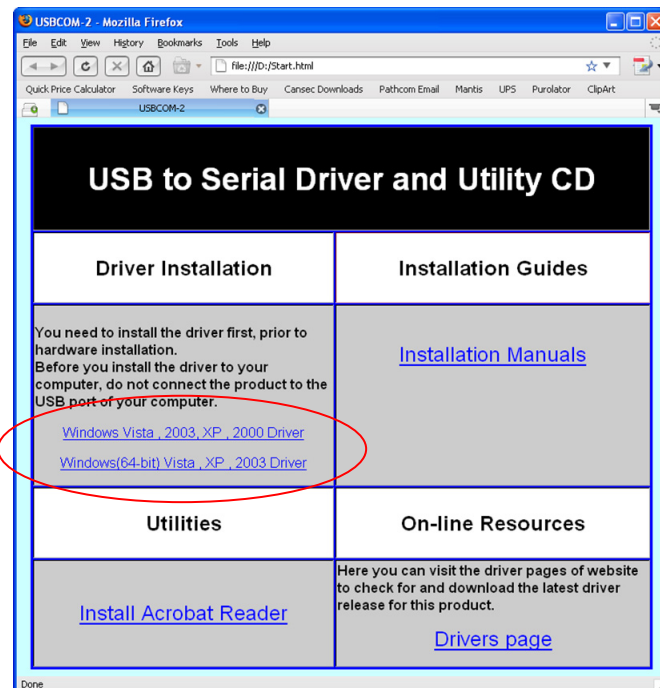 USBCOM-2 - Mozilla Firefox
File Edit View History Bookmarks Tools Help
file:///D:/Start.html
Quick Price Calculator Software Keys Where to Buy Cansec Downloads Pathcom Email Mantis UPS Purolator ClipArt
USBCOM-2
USB to Serial Driver and Utility CD
Driver Installation
Installation Guides
You need to install the driver first, prior to
hardware installation.
Before you install the driver to your
computer, do not connect the product to the
USB port of your computer.
Windows Vista , 2003, XP , 2000 Driver
Windows(64-bit) Vista , XP , 2003 Driver
Installation Manuals
Utilities
On-line Resources
Install Acrobat Reader
Here you can visit the driver pages of website
to check for and download the latest driver
release for this product.
Drivers page
Done